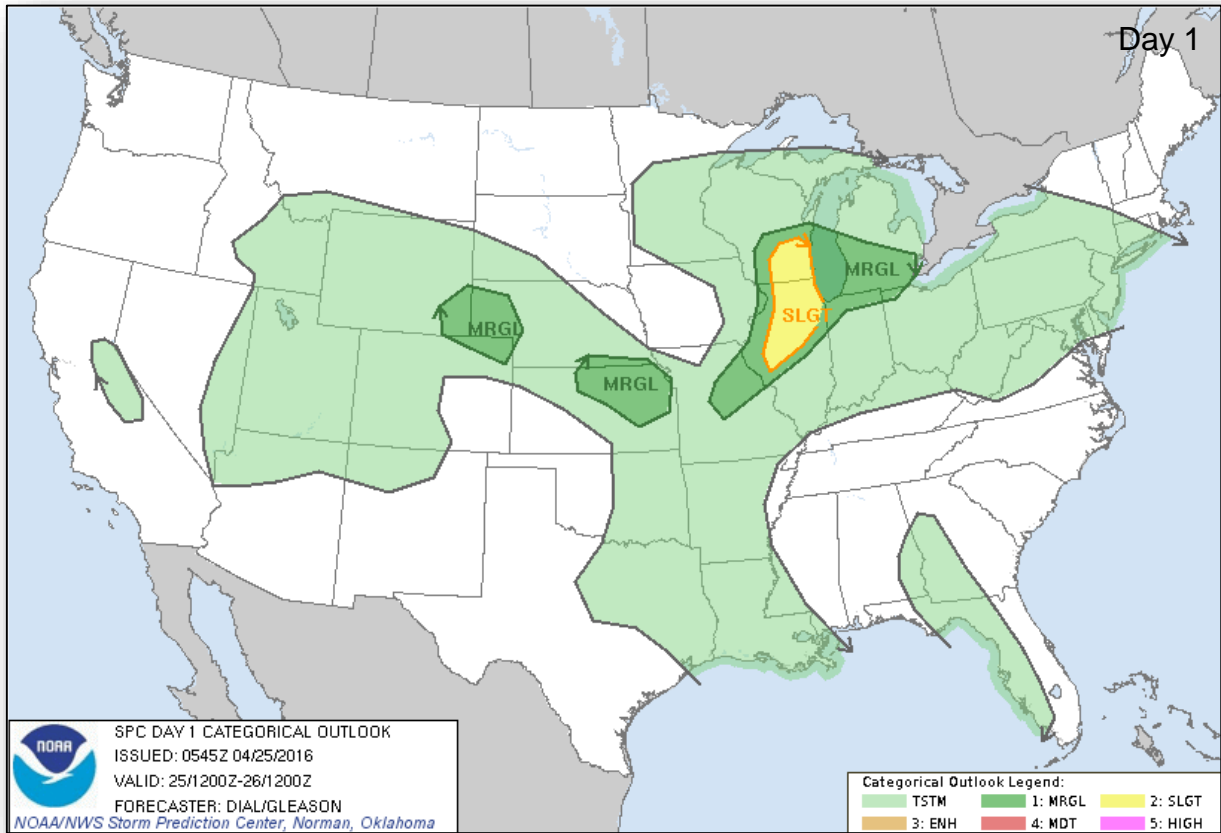 Day 1
MRGL
MRGL
SLGT
MRGL
NOAA
SPC DAY 1 CATEGORICAL OUTLOOK
ISSUED: 0545Z 04/25/2016
VALID: 25/1200Z-26/1200Z
FORECASTER: DIAL/GLEASON
NOAA/NWS Storm Prediction Center, Norman, Oklahoma
Categorical Outlook Legend:
TSTM 1: MRGL 2: SLGT
3: ENH 4: MDT 5: HIGH